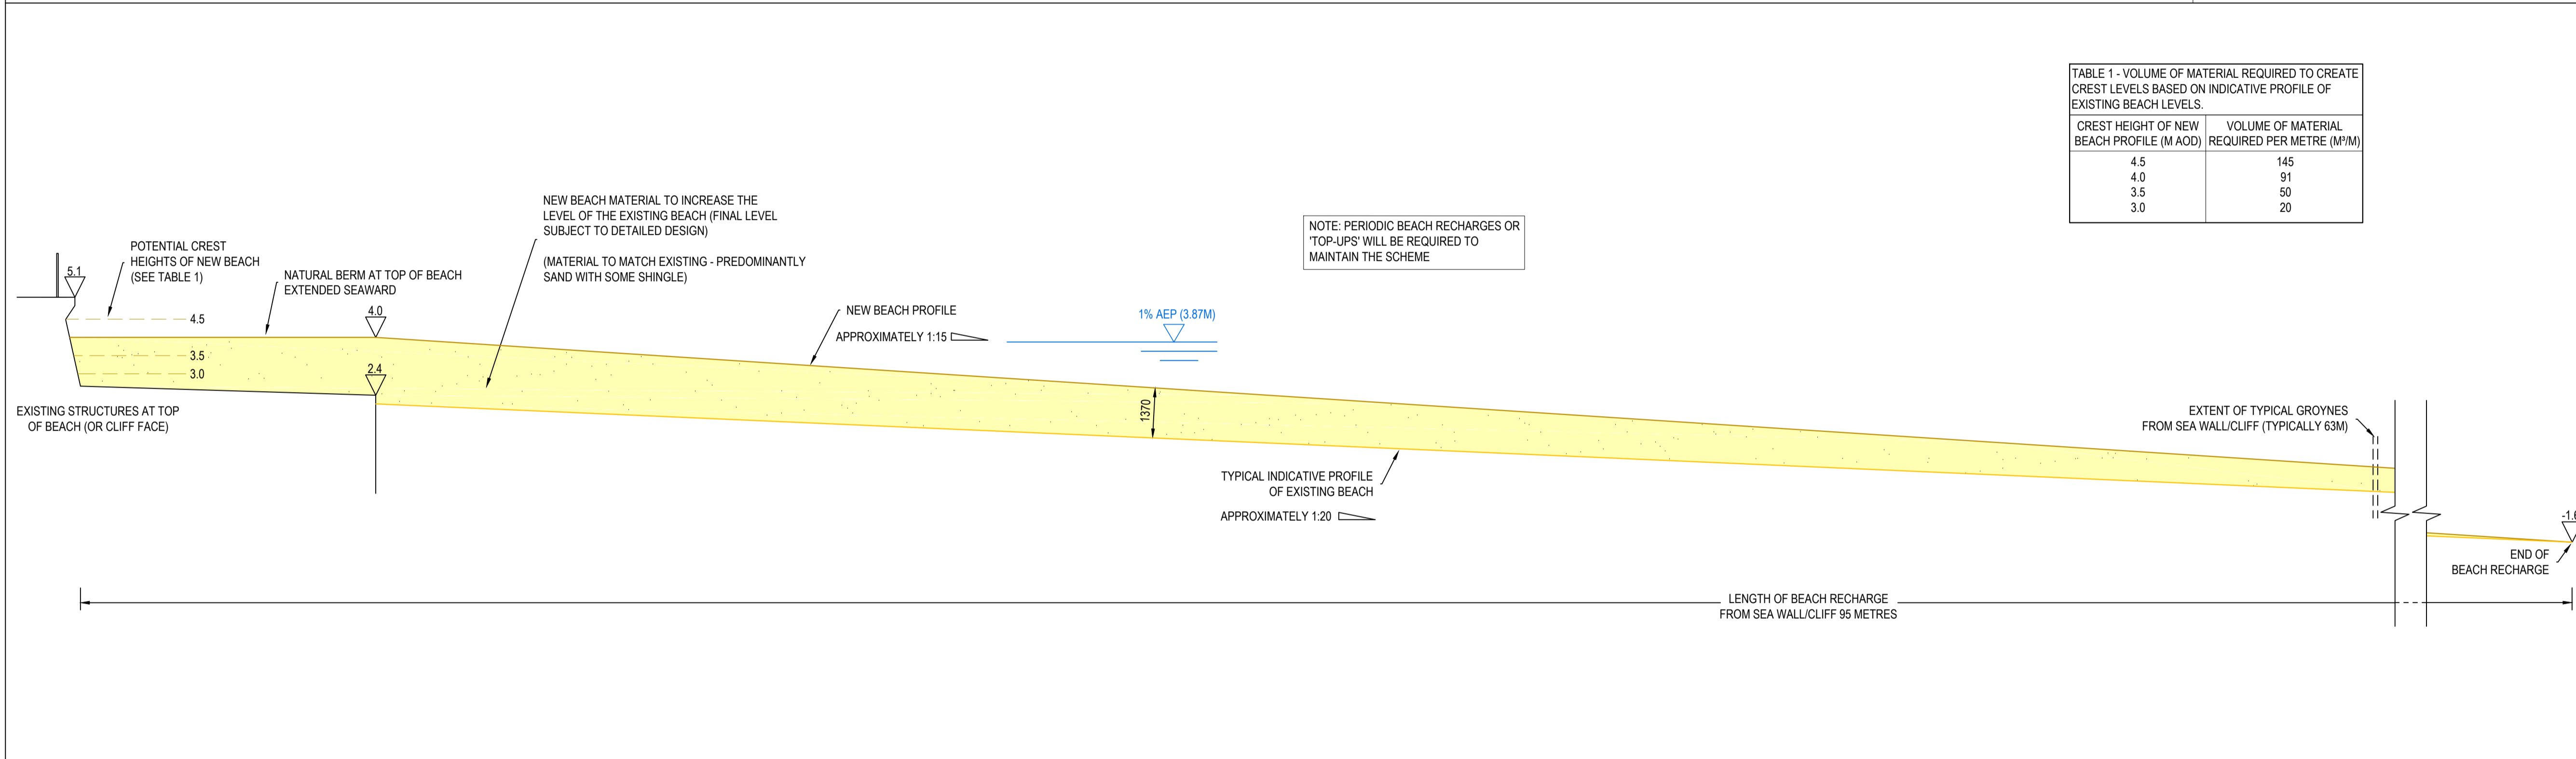 TABLE 1 - VOLUME OF MATERIAL REQUIRED TO CREATE
CREST LEVELS BASED ON INDICATIVE PROFILE OF
EXISTING BEACH LEVELS.
CREST HEIGHT OF NEW
BEACH PROFILE (M AOD)
VOLUME OF MATERIAL
REQUIRED PER METRE (M³/M)
4.5 145
4.0 91
3.5 50
3.0 20
NEW BEACH MATERIAL TO INCREASE THE
LEVEL OF THE EXISTING BEACH (FINAL LEVEL
SUBJECT TO DETAILED DESIGN)
(MATERIAL TO MATCH EXISTING - PREDOMINANTLY
SAND WITH SOME SHINGLE)
NOTE: PERIODIC BEACH RECHARGES OR
'TOP-UPS' WILL BE REQUIRED TO
MAINTAIN THE SCHEME
POTENTIAL CREST
HEIGHTS OF NEW BEACH
(SEE TABLE 1)
5.1
NATURAL BERM AT TOP OF BEACH
EXTENDED SEAWARD
4.0
4.5
3.5
3.0
2.4
NEW BEACH PROFILE
APPROXIMATELY 1:15
1% AEP (3.87M)
1370
EXISTING STRUCTURES AT TOP
OF BEACH (OR CLIFF FACE)
TYPICAL INDICATIVE PROFILE
OF EXISTING BEACH
APPROXIMATELY 1:20
EXTENT OF TYPICAL GROYNES
FROM SEA WALL/CLIFF (TYPICALLY 63M)
-1.6
END OF
BEACH RECHARGE
LENGTH OF BEACH RECHARGE
FROM SEA WALL/CLIFF 95 METRES